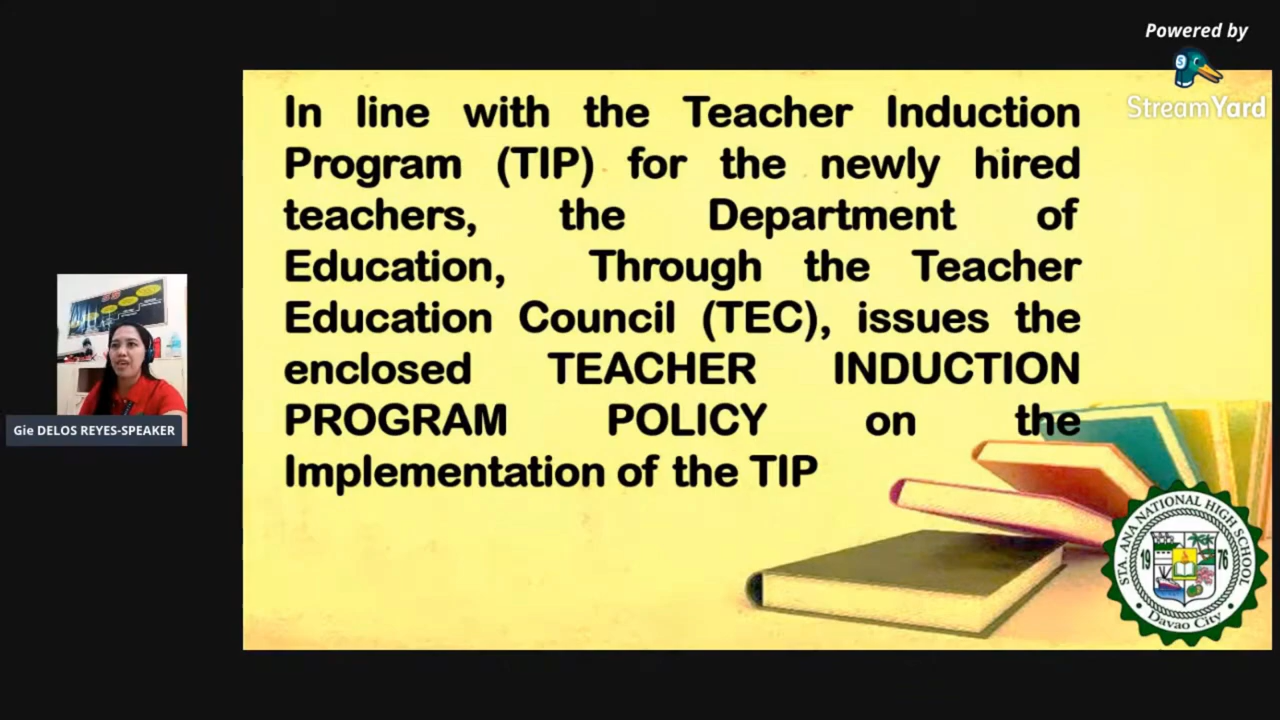 Powered by
StreamYard
In line with the Teacher Induction
Program (TIP) for the newly hired
teachers, the Department of
Education, Through the Teacher
Education Council (TEC), issues the
enclosed TEACHER INDUCTION
PROGRAM POLICY on the
Implementation of the TIP
Gie DELOS REYES-SPEAKER
STA. ANA NATIONAL HIGH SCHOOL
19 76
Davao City